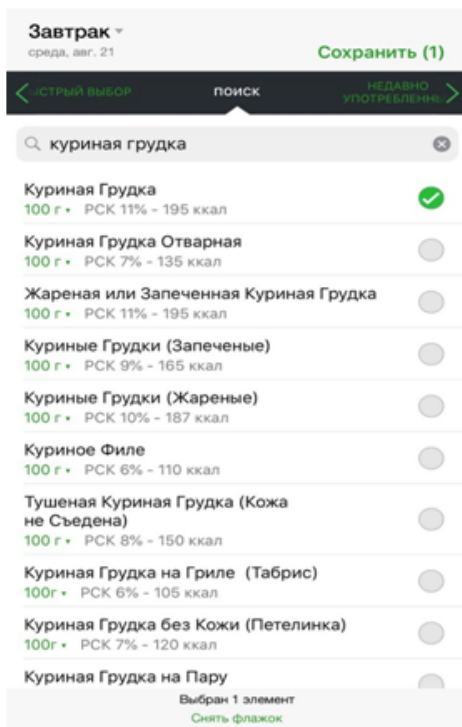 Завтрак
среда, авг. 21
Сохранить (1)
ЫСТРЫЙ ВЫБОР
ПОИСК
НЕДАВНО
УПОТРЕБЛЕНН
куриная грудка
Куриная Грудка
100 г • РСК 11% - 195 ккал
Куриная Грудка Отварная
100 г • РСК 7% - 135 ккал
Жареная или Запеченная Куриная Грудка
100 г • РСК 11% - 195 ккал
Куриные Грудки (Запеченые)
100 г • РСК 9% - 165 ккал
Куриные Грудки (Жареные)
100 г • РСК 10% - 187 ккал
Куриное Филе
100 г • РСК 6% - 110 ккал
Тушеная Куриная Грудка (Кожа
не Съедена)
100 г • РСК 8% - 150 ккал
Куриная Грудка на Гриле (Табрис)
100г • РСК 6% - 105 ккал
Куриная Грудка без Кожи (Петелинка)
100г • РСК 7% - 120 ккал
Куриная Грудка на Пару
Выбран 1 элемент
Снять флажок